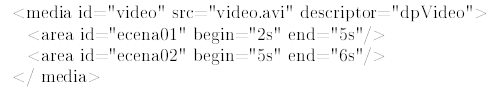 <media id="video" src="video.avi" descriptor="dpVideo">
<area id="ecena01" begin="2s" end="5s"/>
<area id="ecena02" begin="5s" end="6s"/>
</ media>